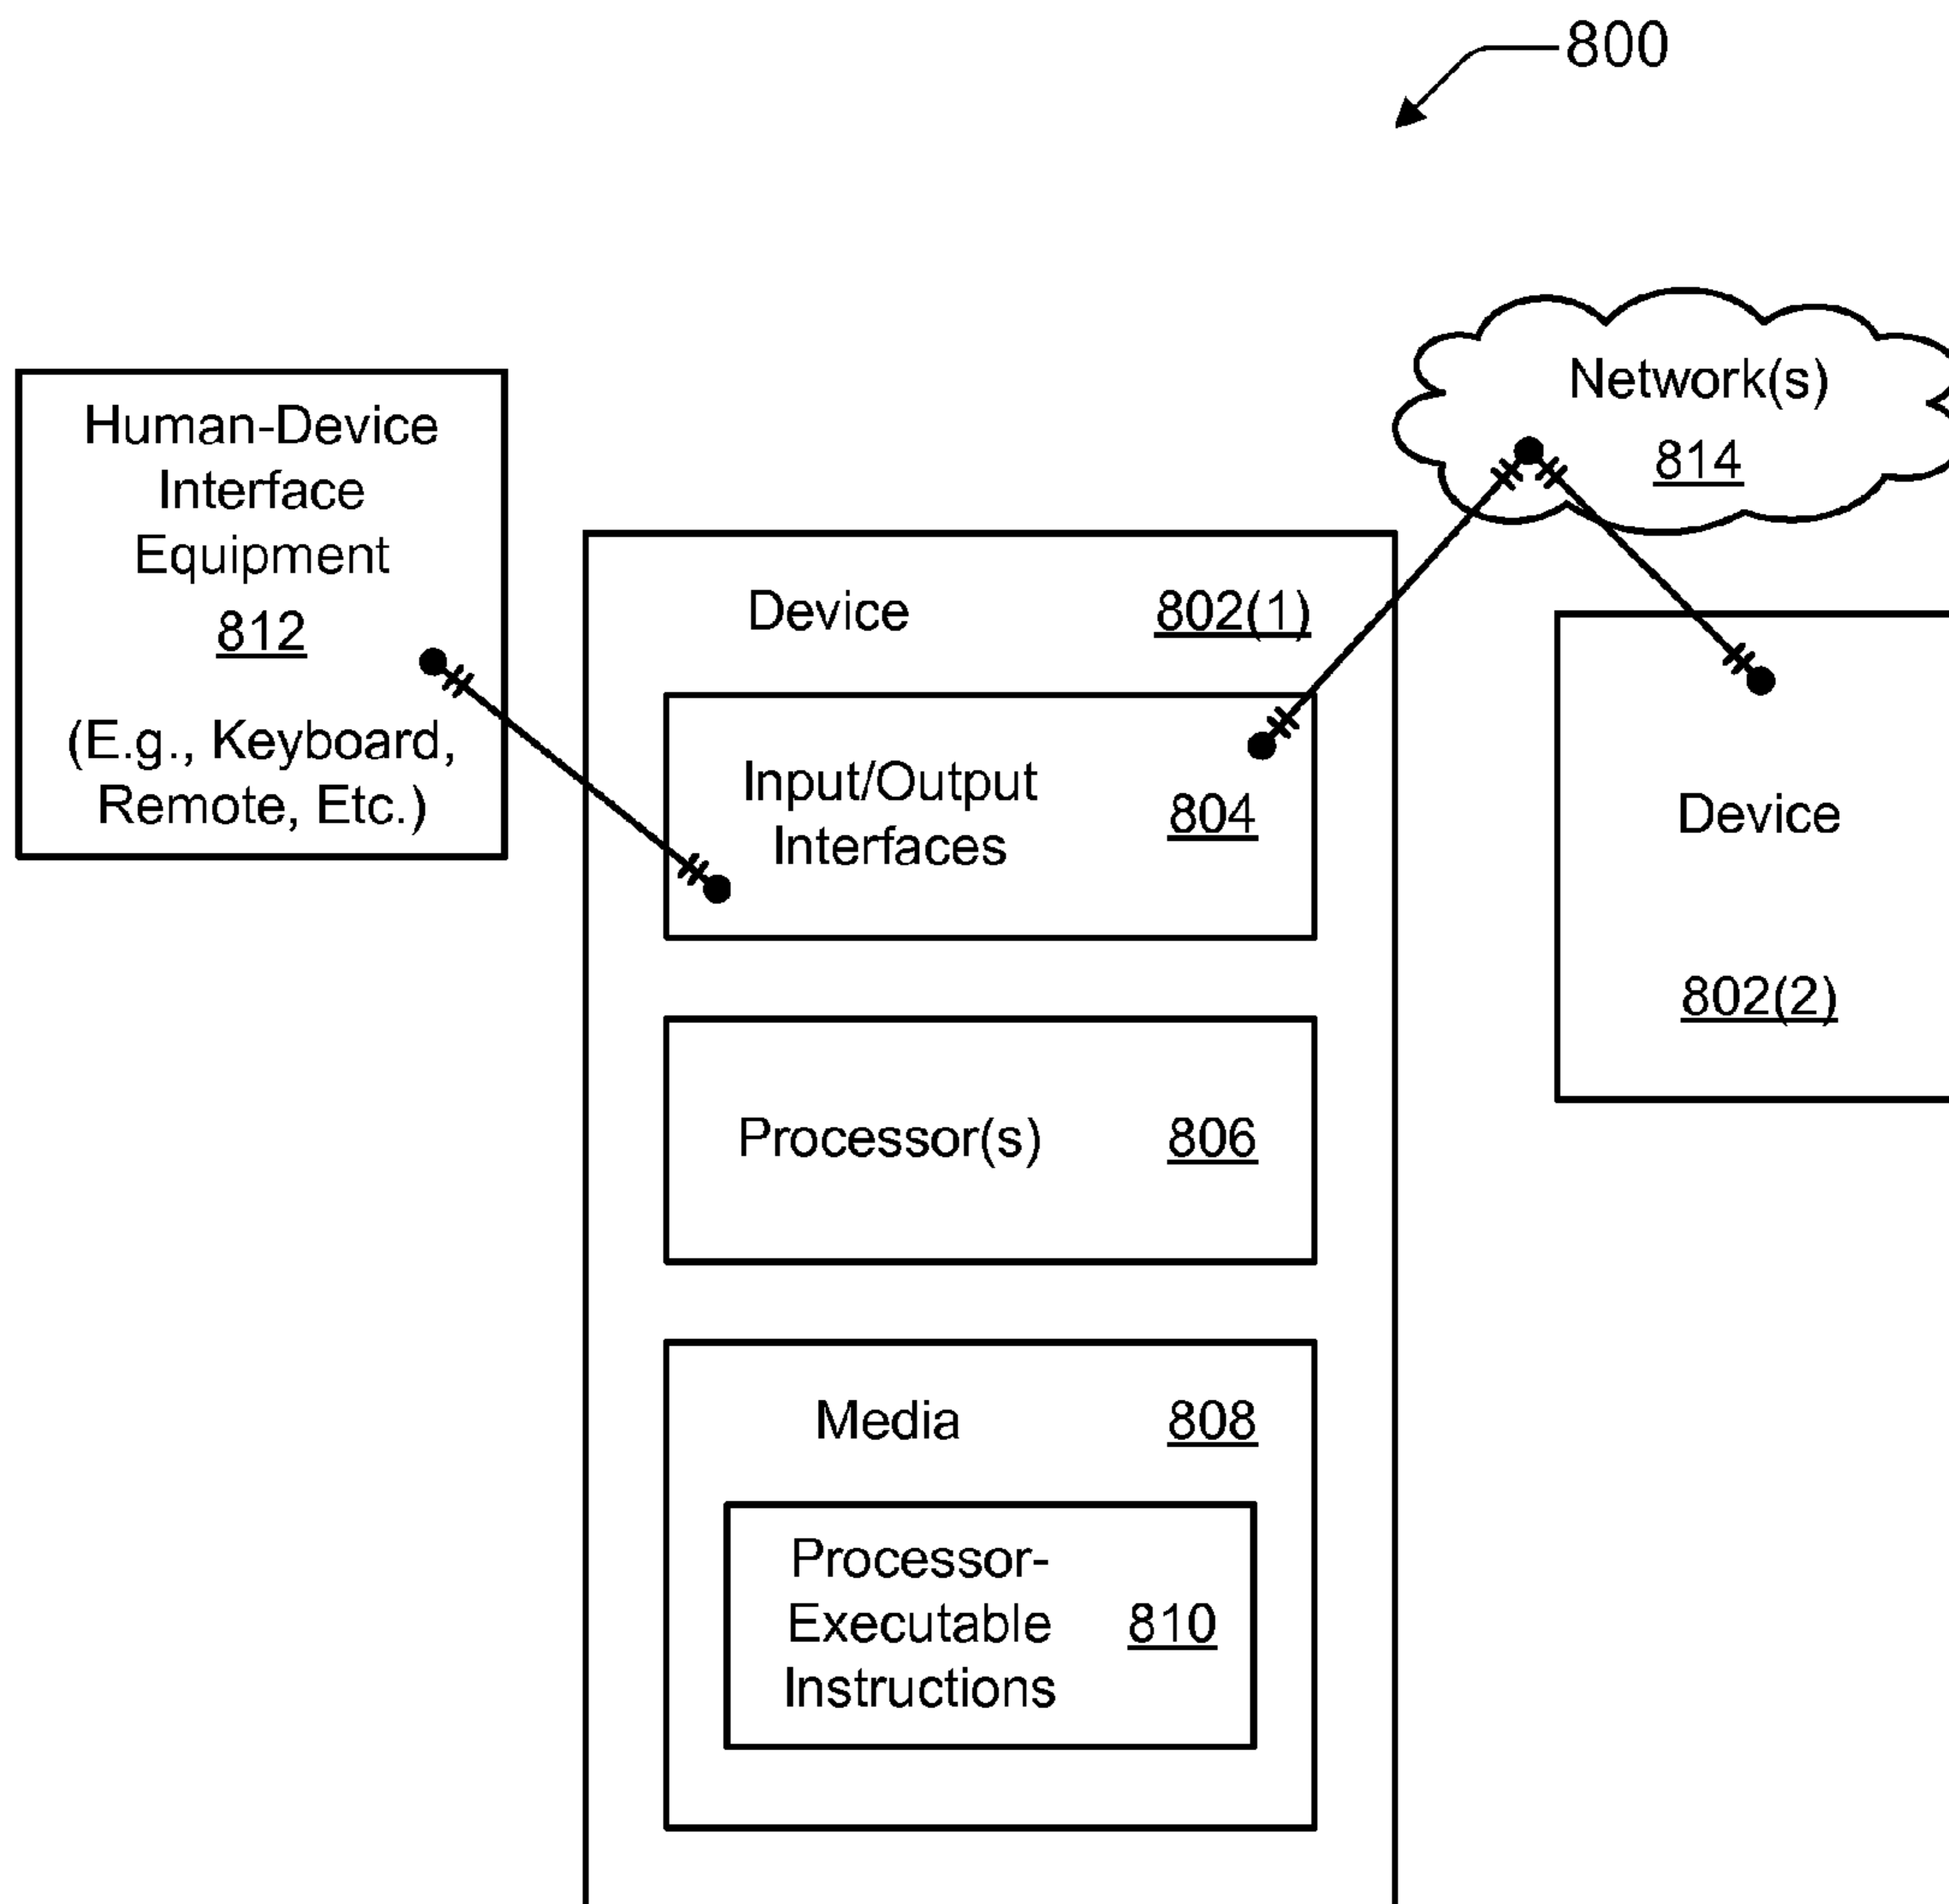 800
Human-Device
Interface
Equipment
812
(E.g., Keyboard,
Remote, Etc.)
Network(s)
814
Device 802(1)
Input/Output
Interfaces
804
Device
802(2)
Processor(s) 806
Media 808
Processor-
Executable
Instructions
810